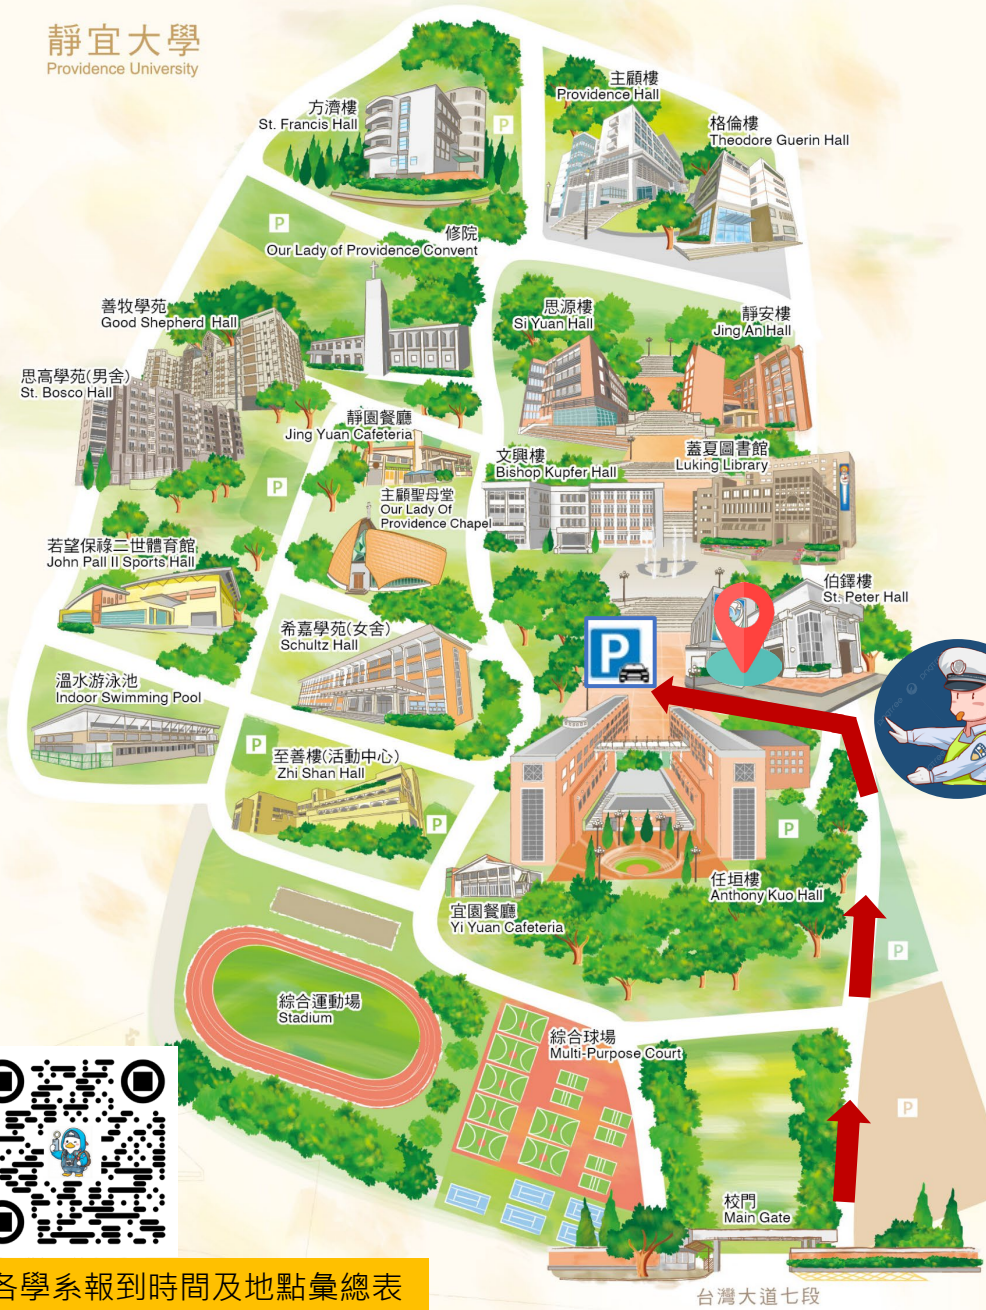 靜宜大學
Providence University
方濟樓
St. Francis Hall
P
主顧樓
Providence Hall
格倫樓
Theodore Guerin Hall
P
修院
Our Lady of Providence Convent
善牧學苑
Good Shepherd Hall
思源樓
Si Yuan Hall
靜安樓
Jing An Hall
思高學苑(男舍)
St. Bosco Hall
靜園餐廳
Jing Yuan Cafeteria
文興樓
Bishop Kupfer Hall
蓋夏圖書館
Luking Library
P
主顧聖母堂
Our Lady Of
Providence Chapel
若望保祿二世體育館
John Pall II Sports Hall
伯鐸樓
St. Peter Hall
希嘉學苑(女舍)
Schultz Hall
P
溫水游泳池
Indoor Swimming Pool
P
至善樓(活動中心)
Zhi Shan Hall
P
P
任垣樓
Anthony Kuo Hall
宜園餐廳
Yi Yuan Cafeteria
P
綜合運動場
Stadium
綜合球場
Multi-Purpose Court
P
校門
Main Gate
各學系報到時間及地點彙總表
台灣大道七段